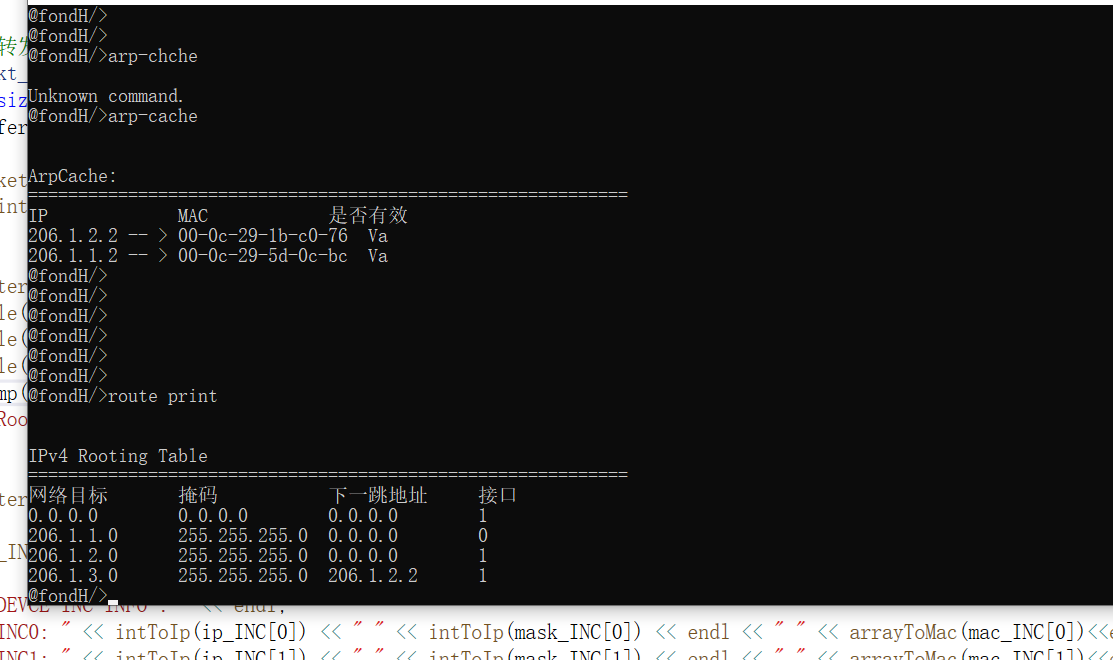 @fondH/>
@fondH/>
转发
@fondH/>arp-chche
xt_
siz
Unknown command.
@fondH/>arp-cache
fer
ArpCache:
ket
============================================================
int
IP MAC 是否有效
206.1.2.2 -- > 00-0c-29-1b-c0-76 Va
206.1.1.2 -- > 00-0c-29-5d-0c-bc Va
@fondH/>
ter
@fondH/>
le(
@fondH/>
le(
@fondH/>
@fondH/>
le(
@fondH/>
mp(
@fondH/>route print
Roo
IPv4 Rooting Table
============================================================
网络目标 掩码 下一跳地址 接口
ter
0.0.0.0 0.0.0.0 0.0.0.0 1
206.1.1.0 255.255.255.0 0.0.0.0 0
_IN
206.1.2.0 255.255.255.0 0.0.0.0 1
206.1.3.0 255.255.255.0 206.1.2.2 1
@fondH/>
INC0: " << intToIp(ip_INC[0]) << " " << intToIp(mask_INC[0]) << endl << " " << arrayToMac(mac_INC[0])<<e
INC1: " << intToIp(ip_INC[1]) << " " << intToIp(mask_INC[1]) << endl << " " << arrayToMac(mac_INC[1])<<e